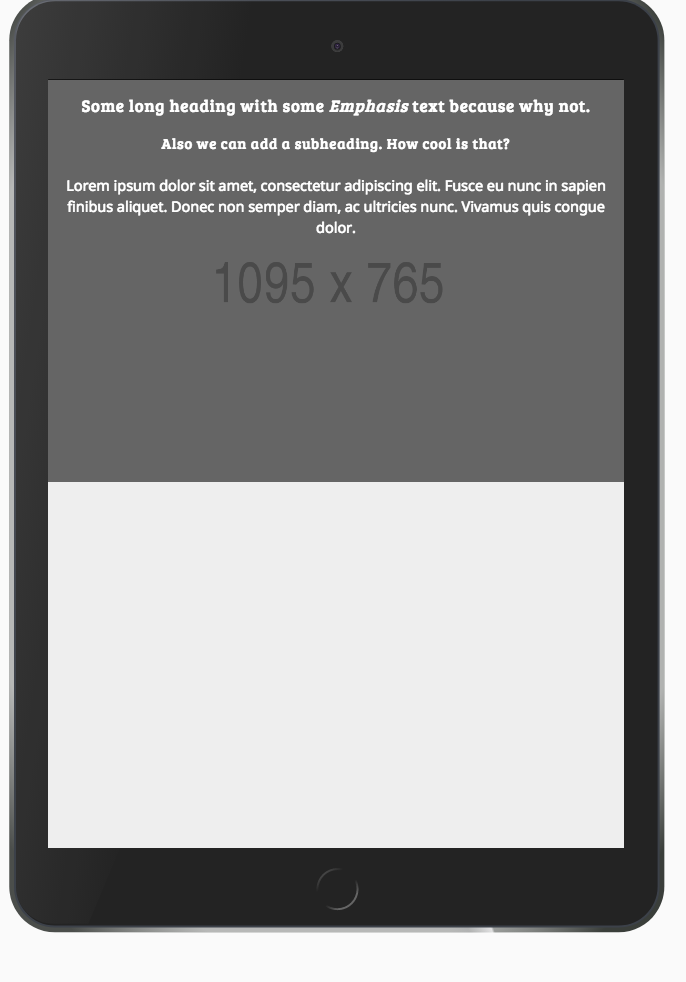 Some long heading with some Emphasis text because why not.
Also we can add a subheading. How cool is that?
Lorem ipsum dolor sit amet, consectetur adipiscing elit. Fusce eu nunc in sapien
finibus aliquet. Donec non semper diam, ac ultricies nunc. Vivamus quis congue
dolor.
1095 x 765